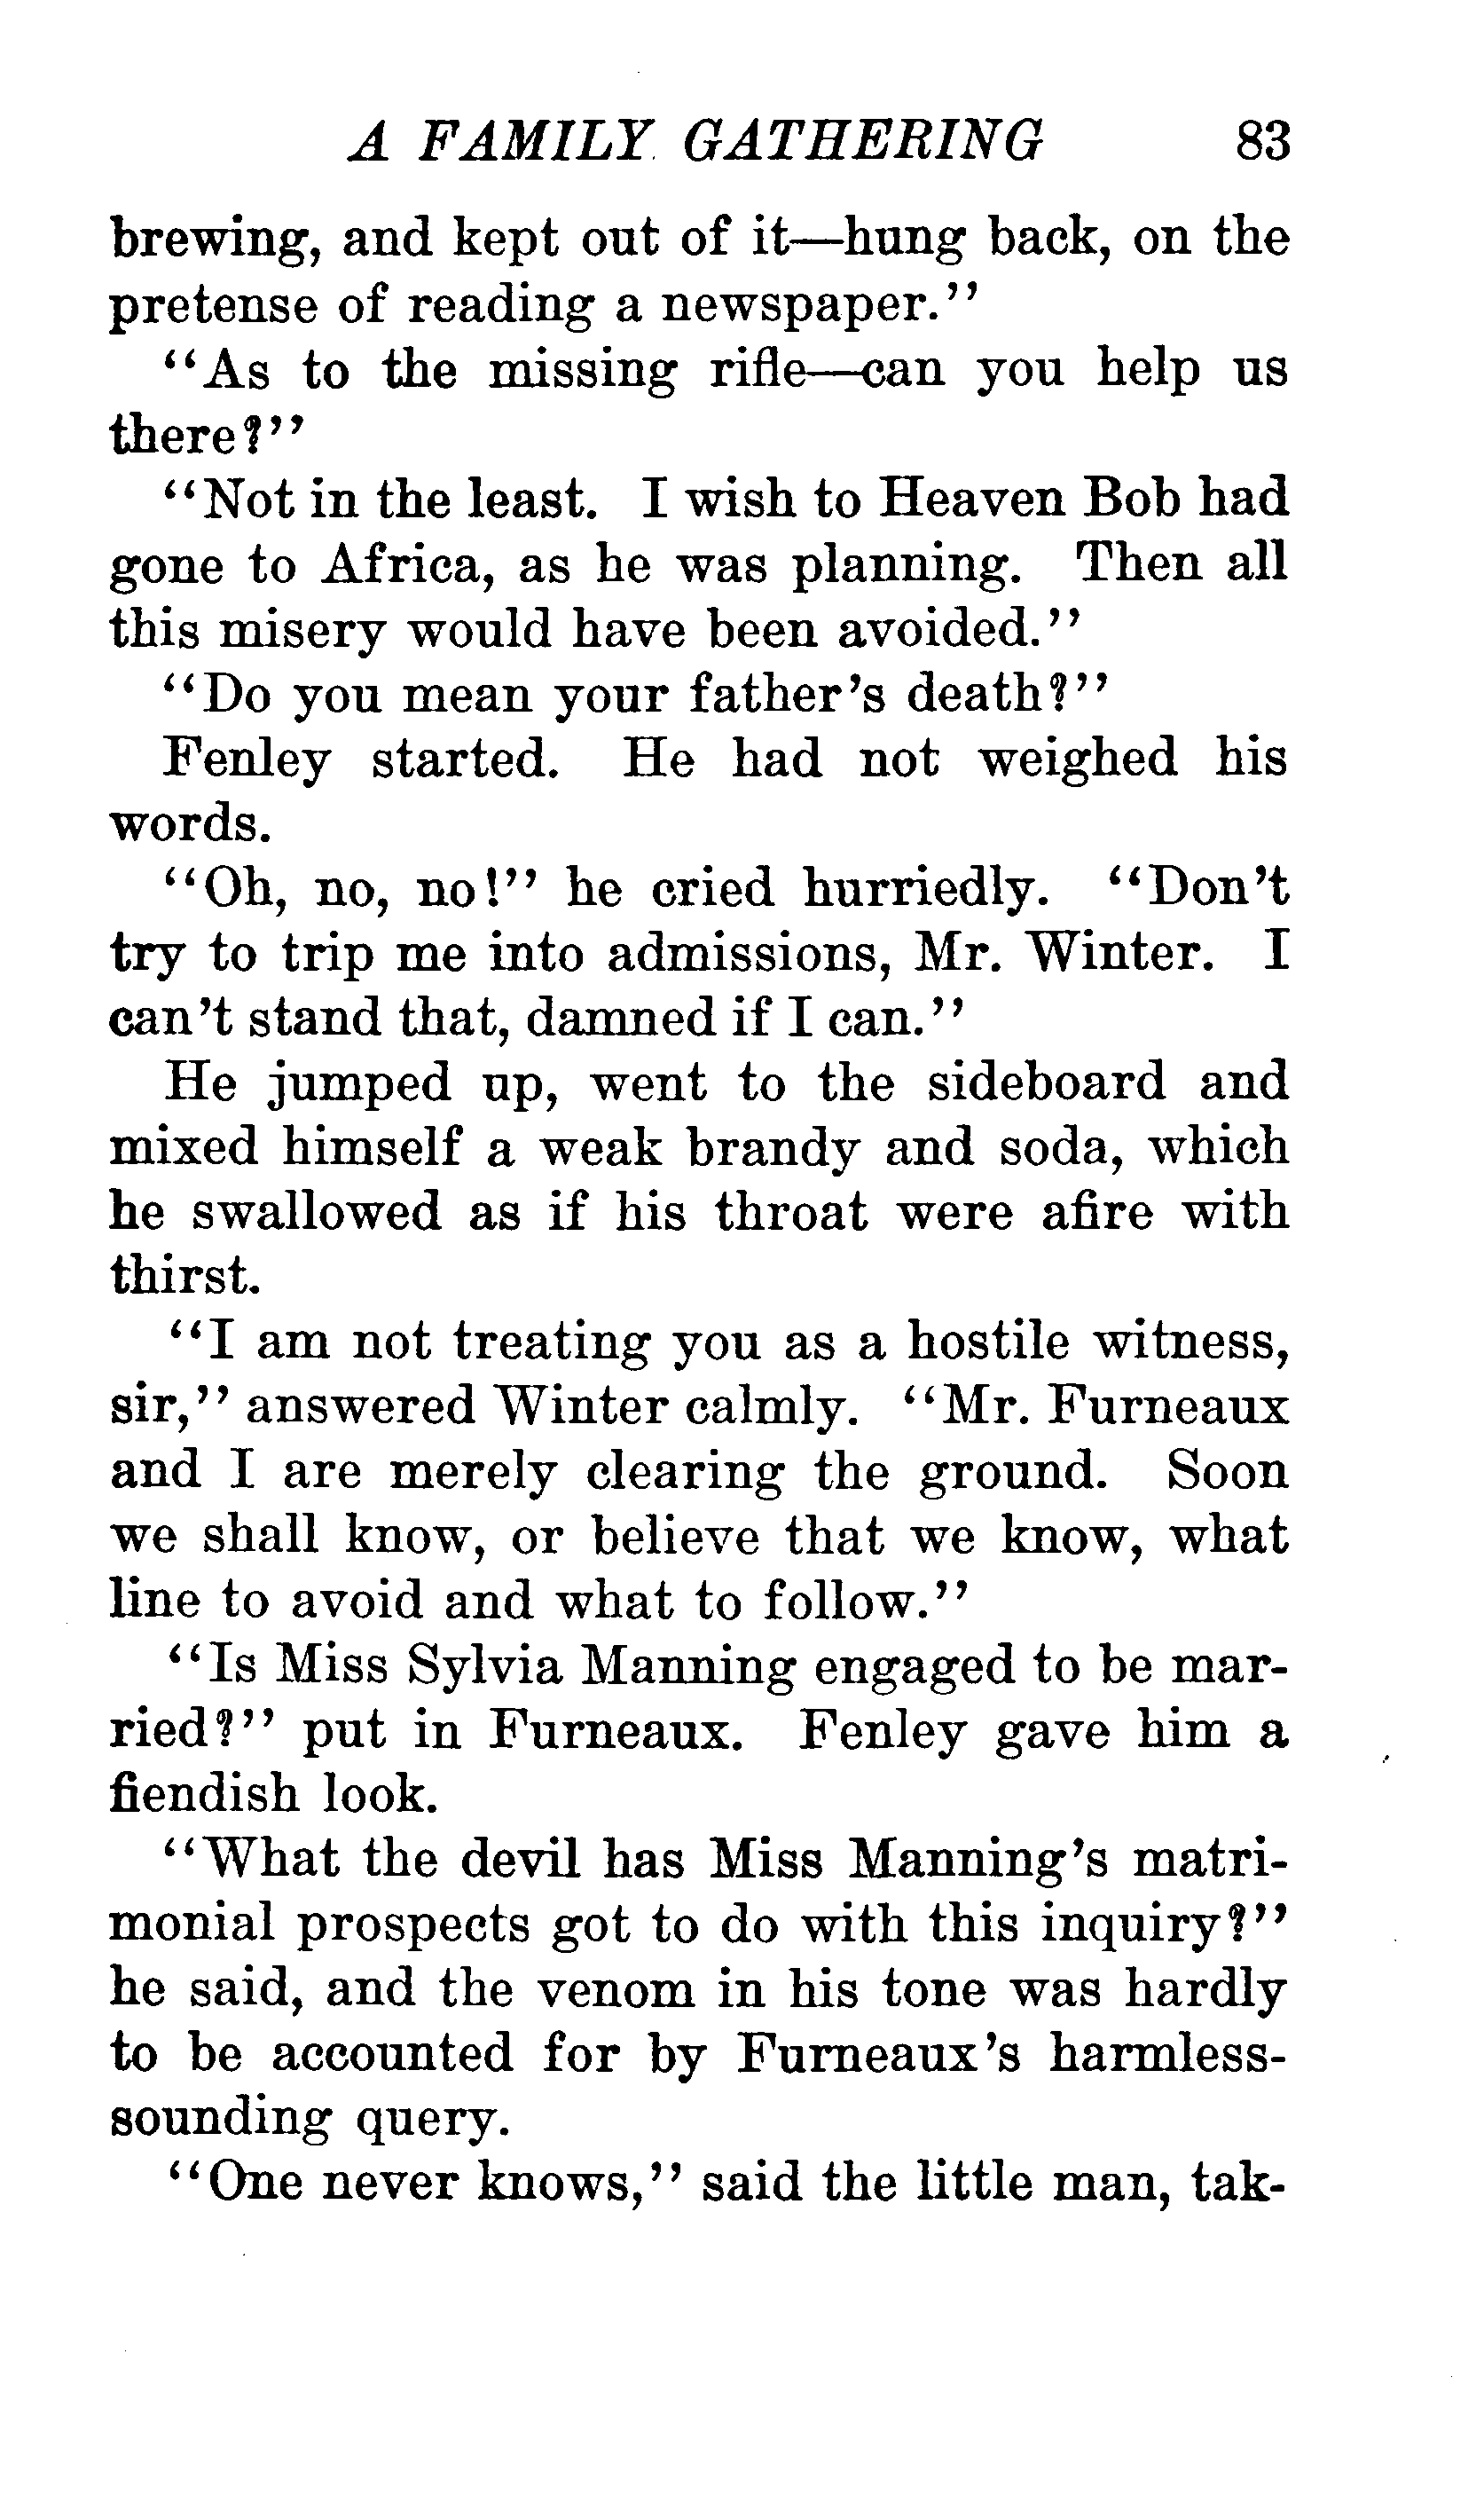 A FAMILY GATHERING 83
brewing, and kept out of it—hung back, on the
pretense of reading a newspaper."
"As to the missing rifle—can you help us
there?"
"Not in the least. I wish to Heaven Bob had
gone to Africa, as he was planning. Then all
this misery would have been avoided."
"Do you mean your father's death?"
Fenley started. He had not weighed his
words.
"Oh, no, no!" he cried hurriedly. "Don't
try to trip me into admissions, Mr. Winter. I
can't stand that, damned if I can."
He jumped up, went to the sideboard and
mixed himself a weak brandy and soda, which
he swallowed as if his throat were afire with
thirst.
"I am not treating you as a hostile witness,
sir," answered Winter calmly. "Mr. Furneaux
and I are merely clearing the ground. Soon
we shall know, or believe that we know, what
line to avoid and what to follow."
"Is Miss Sylvia Manning engaged to be mar-
ried?" put in Furneaux. Fenley gave him a
fiendish look.
"What the devil has Miss Manning's matri-
monial prospects got to do with this inquiry?"
he said, and the venom in his tone was hardly
to be accounted for by Furneaux's harmless-
sounding query.
"One never knows," said the little man, tak-